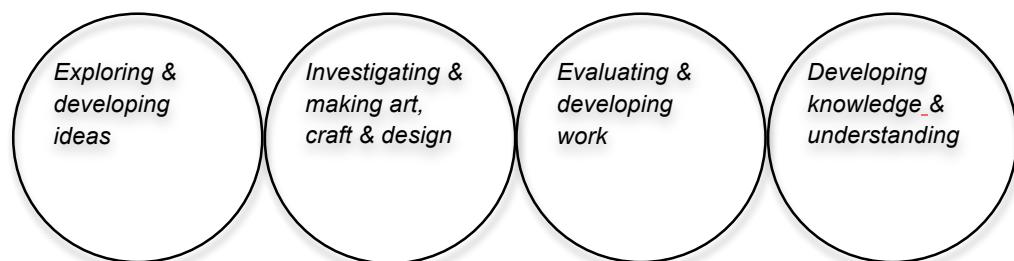 Exploring &
developing
ideas
Investigating &
making art,
craft & design
Evaluating &
developing
work
Developing
knowledge &
understanding